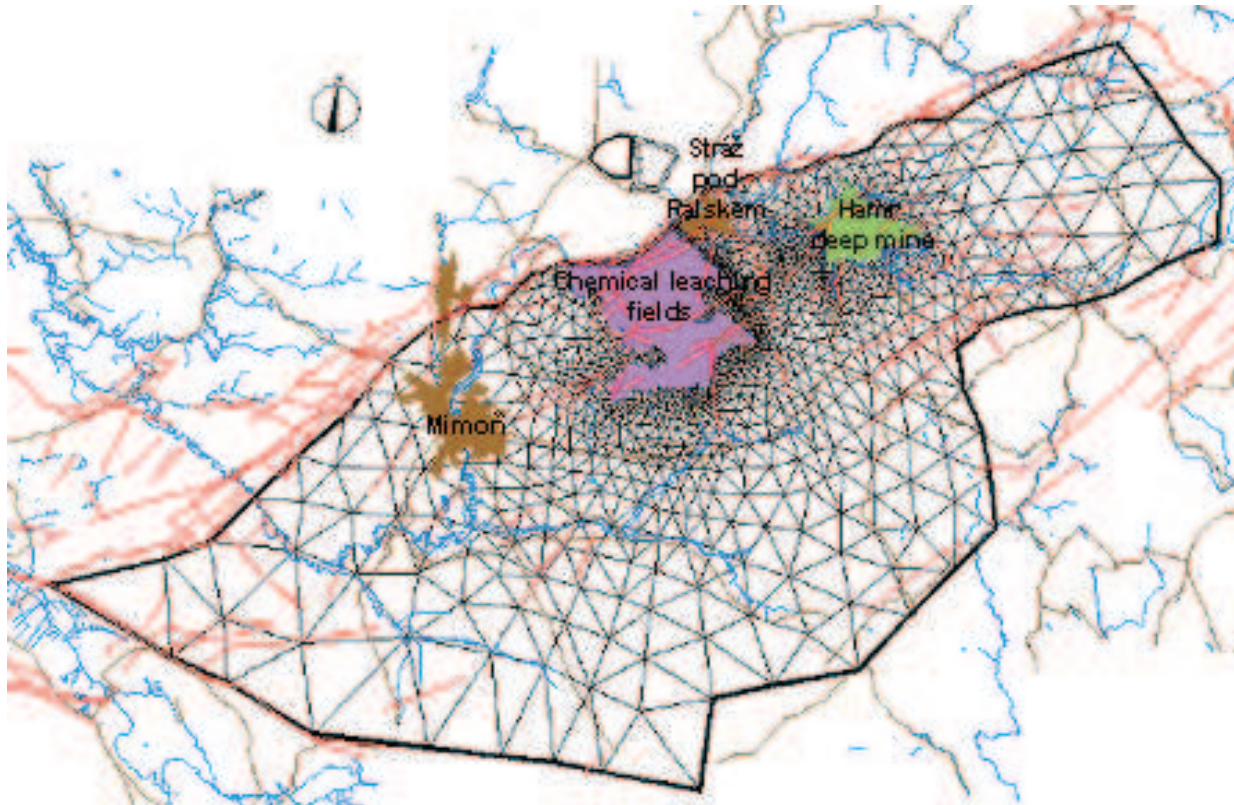 Stráž
pod
Ralskem
Hamr
deep mine
Chemical leaching
fields
Mimoň